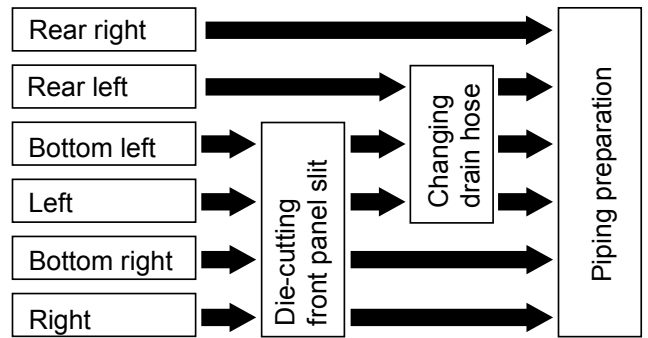 Rear right
Rear left
Bottom left
Left
Bottom right
Right
Die-cutting
front panel slit
Changing
drain hose
Piping preparation